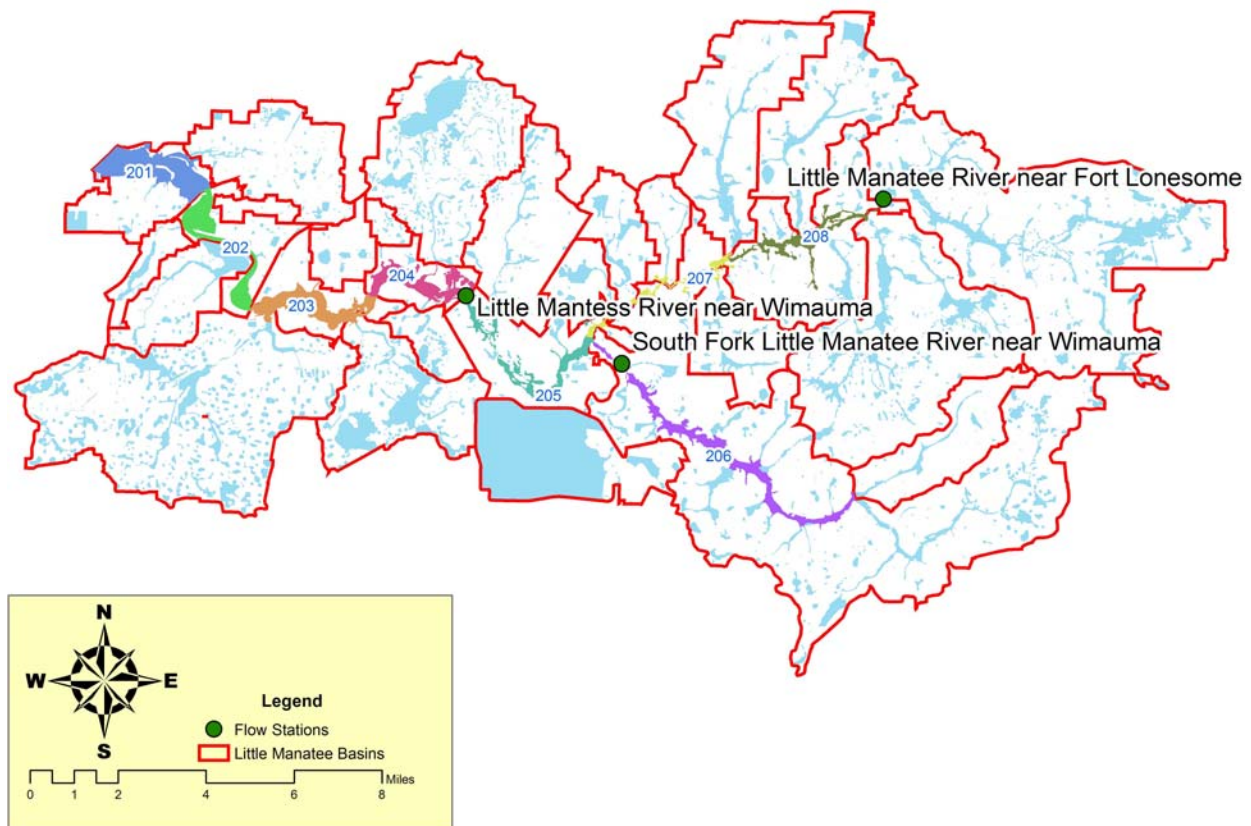 201
Little Manatee River near Fort Lonesome
202
208
204
207
203
Little Mantess River near Wimauma
South Fork Little Manatee River near Wimauma
205
206
N
W E
S
Legend
Flow Stations
Little Manatee Basins
Miles
0 1 2 4 6 8